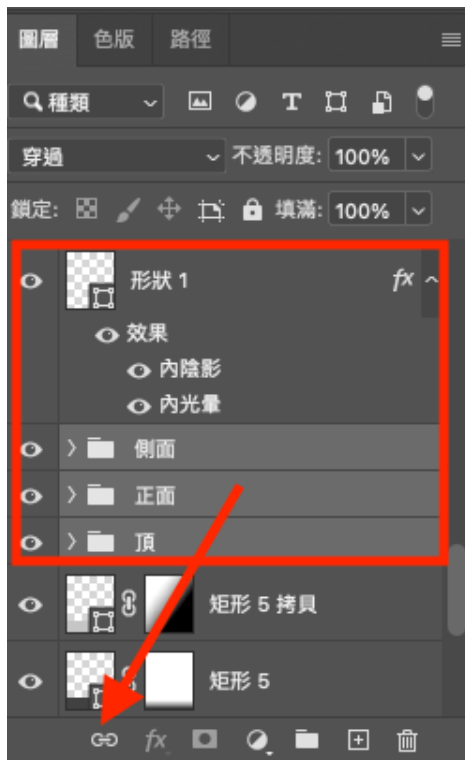 圖層 色版 路徑
種類 T
穿過 不透明度: 100%
鎖定: 填滿: 100%
形狀 1 fx
效果
內陰影
內光暈
側面
正面
頂
矩形 5 拷貝
矩形 5
fx